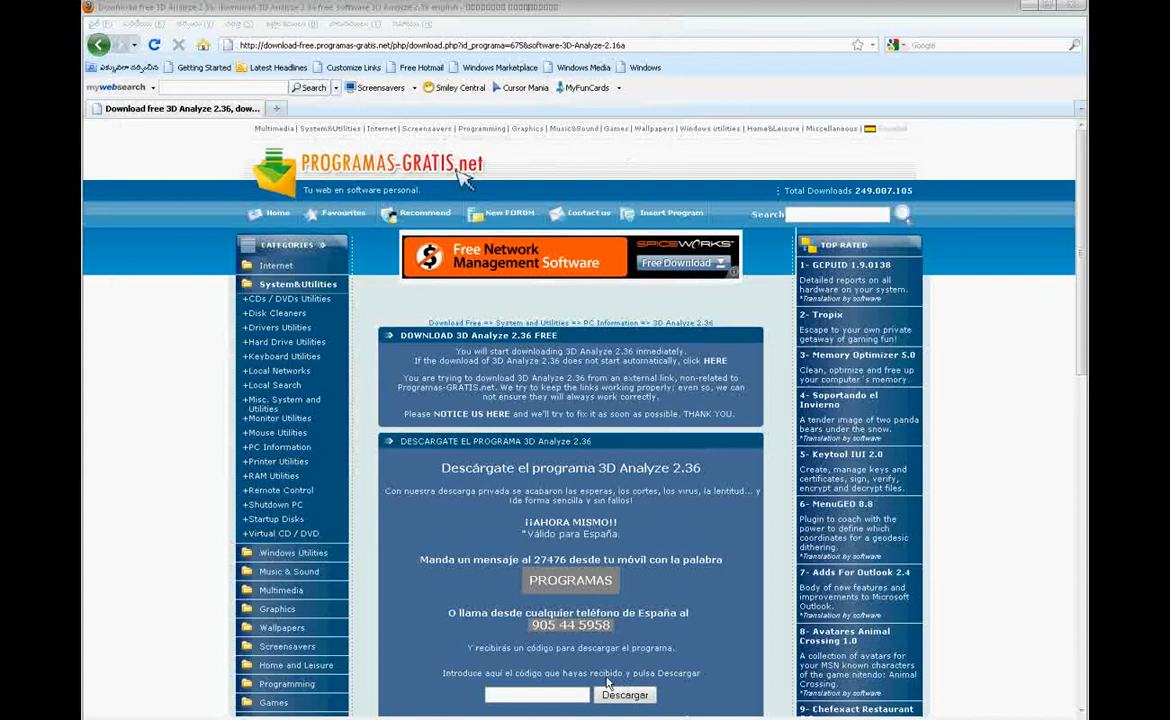 Download free 3D Analyze 2.36, download 3D Analyze 2.36 free, software 3D Analyze 2.36 english -
http://download-free.programas-gratis.net/php/download.php?id_programa=675&software-3D-Analyze-2.16a
Google
Getting Started Latest Headlines Customize Links Free Hotmail Windows Marketplace Windows Media Windows
mywebsearch Search Screensavers Smiley Central Cursor Mania MyFunCards
Download free 3D Analyze 2.36, dow...
Multimedia | System&Utilities | Internet | Screensavers | Programming | Graphics | Music&Sound | Games | Wallpapers | Windows utilities | Home&Leisure | Miscellaneous | Español
PROGRAMAS-GRATIS.net
Tu web en software personal.
Total Downloads 249.007.105
Home Favourites Recommend New FORUM Contact us Insert Program Search
CATEGORIES
Internet
System&Utilities
+CDs / DVDs Utilities
+Disk Cleaners
+Drivers Utilities
+Hard Drive Utilities
+Keyboard Utilities
+Local Networks
+Local Search
+Misc. System and
Utilities
+Monitor Utilities
+Mouse Utilities
+PC Information
+Printer Utilities
+RAM Utilities
+Remote Control
+Shutdown PC
+Startup Disks
+Virtual CD / DVD
Windows Utilities
Music & Sound
Multimedia
Graphics
Wallpapers
Screensavers
Home and Leisure
Programming
Games
Free Network
Management Software
SPICEWORKS
Free Download
Download Free => System and Utilities => PC Information => 3D Analyze 2.36
DOWNLOAD 3D Analyze 2.36 FREE
You will start downloading 3D Analyze 2.36 inmediately.
If the download of 3D Analyze 2.36 does not start automatically, click HERE
You are trying to download 3D Analyze 2.36 from an external link, non-related to
Programas-GRATIS.net. We try to keep the links working properly; even so, we can
not ensure they will always work correctly.
Please NOTICE US HERE and we'll try to fix it as soon as possible. THANK YOU.
DESCARGATE EL PROGRAMA 3D Analyze 2.36
Descárgate el programa 3D Analyze 2.36
Con nuestra descarga privada se acabaron las esperas, los cortes, los virus, la lentitud... y
¡de forma sencilla y sin fallos!
¡¡AHORA MISMO!!
*Válido para España.
Manda un mensaje al 27476 desde tu móvil con la palabra
PROGRAMAS
O llama desde cualquier teléfono de España al
905 44 5958
Y recibirás un código para descargar el programa.
Introduce aquí el código que hayas recibido y pulsa Descargar
Descargar
TOP RATED
1- GCPUID 1.9.0138
Detailed reports on all
hardware on your system.
*Translation by software
2- Tropix
Escape to your own private
getaway of gaming fun!
3- Memory Optimizer 5.0
Clean, optimize and free up
your computer´s memory.
4- Soportando el
Invierno
A tender image of two panda
bears under the snow.
*Translation by software
5- Keytool IUI 2.0
Create, manage keys and
certificates, sign, verify,
encrypt and decrypt files.
6- MenuGEO 8.8
Plugin to coach with the
power to define which
coordinates for a geodesic
dithering.
*Translation by software
7- Adds For Outlook 2.4
Body of new features and
improvements to Microsoft
Outlook.
*Translation by software
8- Avatares Animal
Crossing 1.0
A collection of avatars for
your MSN known characters
of the game nintendo: Animal
Crossing.
*Translation by software
9- Chefexact Restaurant